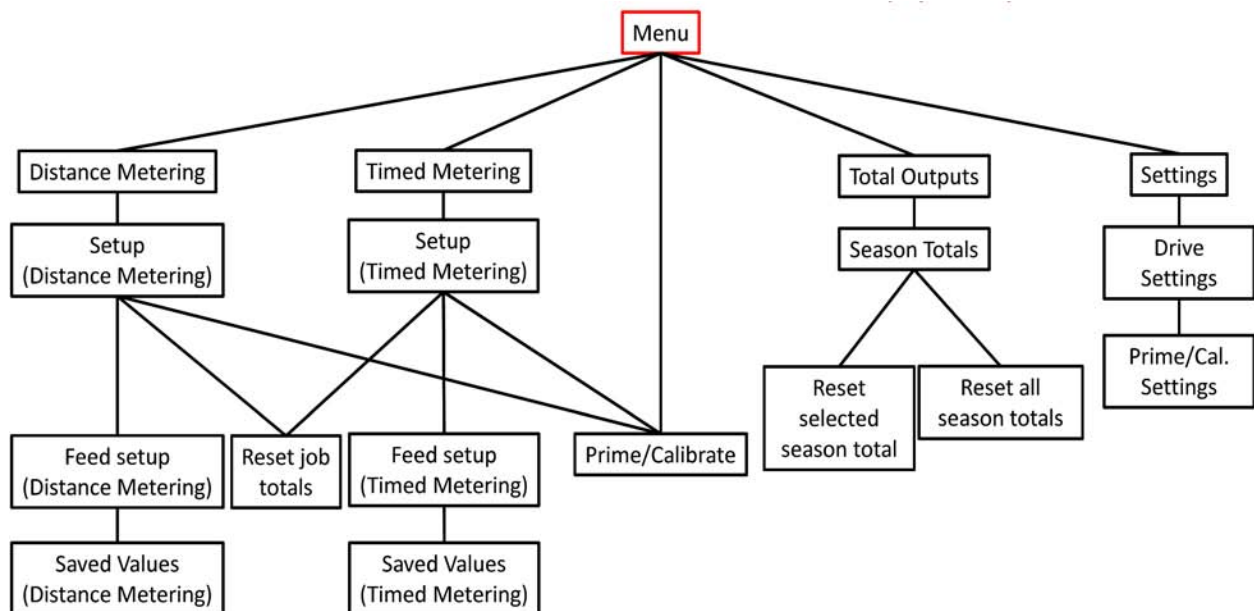 Menu
Distance Metering
Timed Metering
Total Outputs
Settings
Setup
(Distance Metering)
Setup
(Timed Metering)
Season Totals
Drive
Settings
Reset
selected
season total
Reset all
season totals
Prime/Cal.
Settings
Feed setup
(Distance Metering)
Reset job
totals
Feed setup
(Timed Metering)
Prime/Calibrate
Saved Values
(Distance Metering)
Saved Values
(Timed Metering)